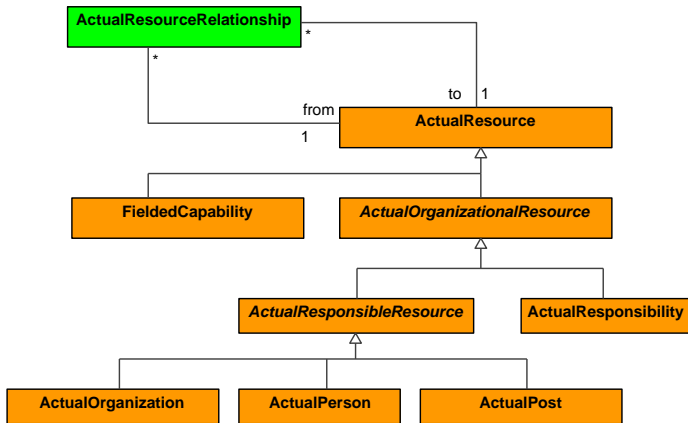 ActualResourceRelationship
*
*
from
to
1
1
ActualResource
FieldedCapability
ActualOrganizationalResource
ActualResponsibleResource
ActualResponsibility
ActualOrganization
ActualPerson
ActualPost